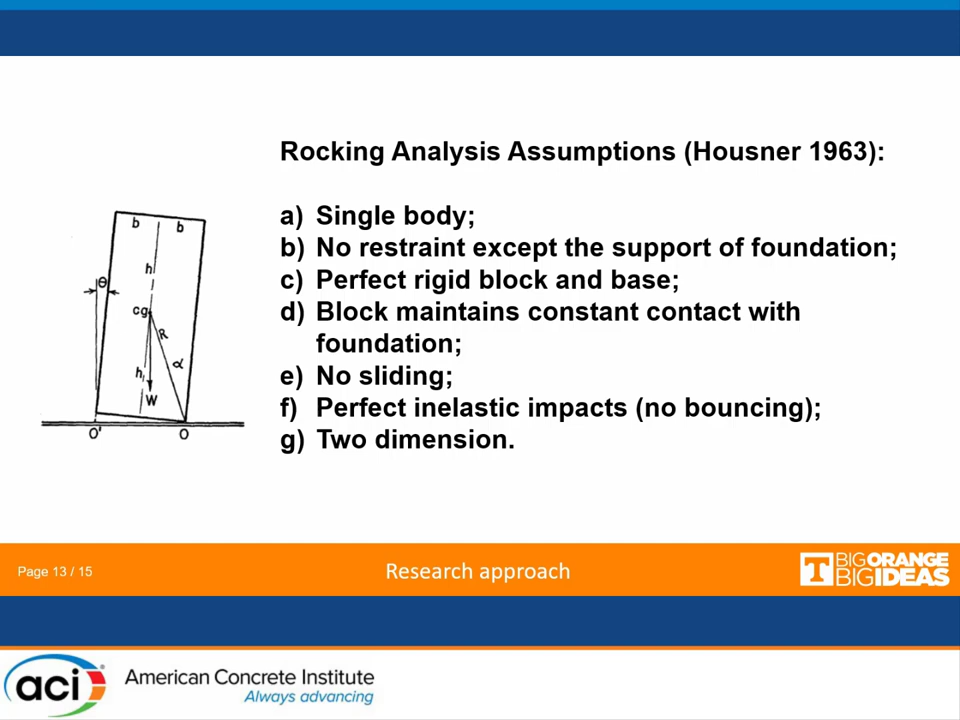 Rocking Analysis Assumptions (Housner 1963):
a) Single body;
b) No restraint except the support of foundation;
c) Perfect rigid block and base;
d) Block maintains constant contact with
foundation;
e) No sliding;
f) Perfect inelastic impacts (no bouncing);
g) Two dimension.
b b
h
θ
cg
R
α
h
W
O' O
Page 13 / 15
Research approach
T BIG ORANGE
BIG IDEAS
aci American Concrete Institute
Always advancing